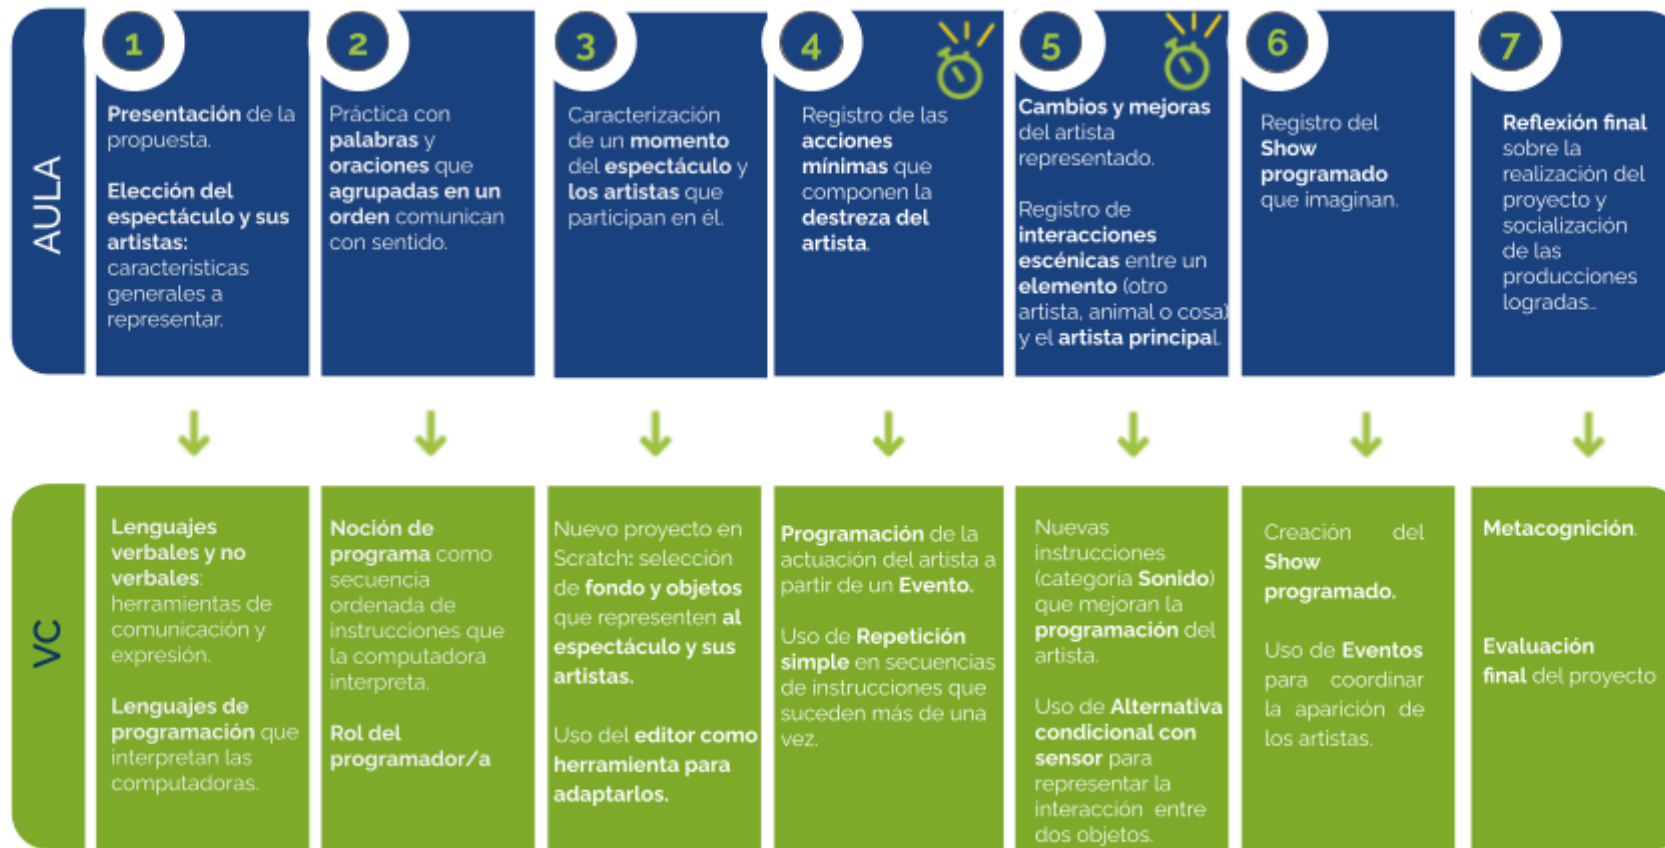 AULA
1
Presentación de la
propuesta.
Elección del
espectáculo y sus
artistas:
características
generales a
representar.
2
Práctica con
palabras y
oraciones que
agrupadas en un
orden comunican
con sentido.
3
Caracterización
de un momento
del espectáculo y
los artistas que
participan en él.
4
Registro de las
acciones
mínimas que
componen la
destreza del
artista.
5
Cambios y mejoras
del artista
representado.
Registro de
interacciones
escénicas entre un
elemento (otro
artista, animal o cosa)
y el artista principal.
6
Registro del
Show
programado
que imaginan.
7
Reflexión final
sobre la
realización del
proyecto y
socialización
de las
producciones
logradas..
VC
Lenguajes
verbales y no
verbales:
herramientas de
comunicación y
expresión.
Lenguajes de
programación que
interpretan las
computadoras.
Noción de
programa como
secuencia
ordenada de
instrucciones que
la computadora
interpreta.
Rol del
programador/a
Nuevo proyecto en
Scratch: selección
de fondo y objetos
que representen al
espectáculo y sus
artistas.
Uso del editor como
herramienta para
adaptarlos.
Programación de la
actuación del artista a
partir de un Evento.
Uso de Repetición
simple en secuencias
de instrucciones que
suceden más de una
vez.
Nuevas
instrucciones
(categoría Sonido)
que mejoran la
programación del
artista.
Uso de Alternativa
condicional con
sensor para
representar la
interacción entre
dos objetos.
Creación del
Show
programado.
Uso de Eventos
para coordinar
la aparición de
los artistas.
Metacognición.
Evaluación
final del proyecto